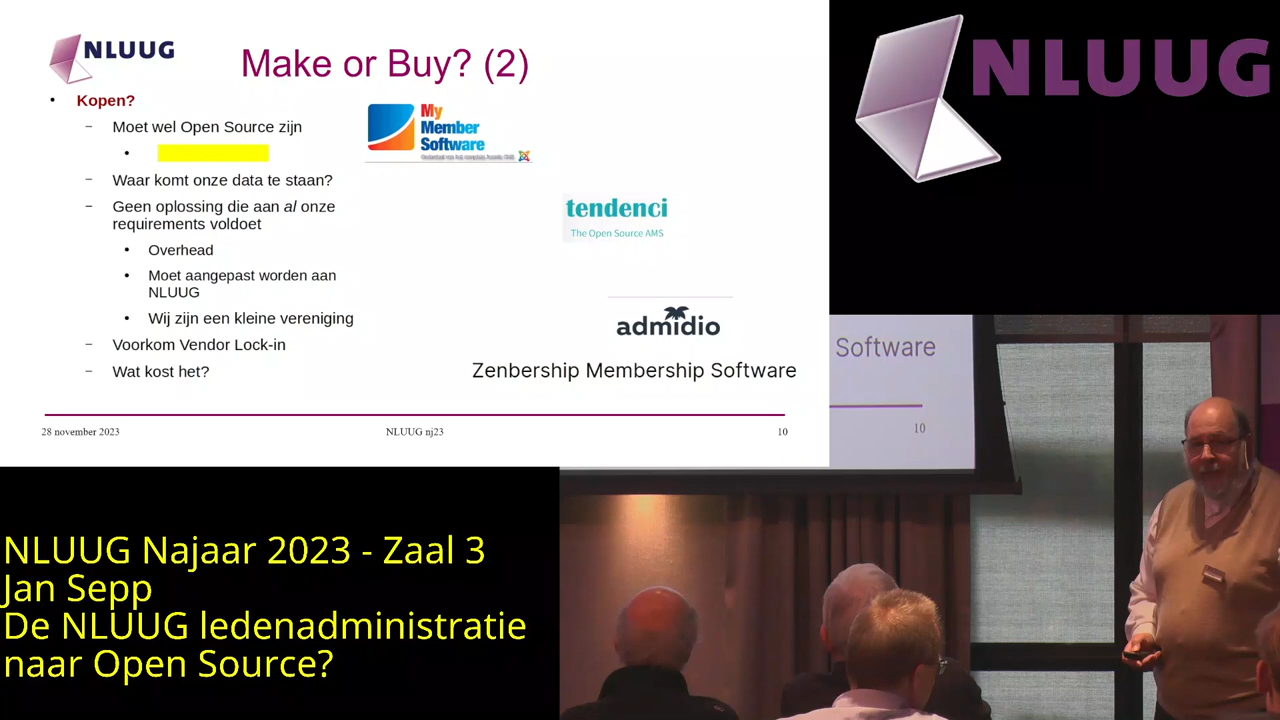 NLUUG
Make or Buy? (2)
• Kopen?
– Moet wel Open Source zijn
•
– Waar komt onze data te staan?
– Geen oplossing die aan al onze
requirements voldoet
• Overhead
• Moet aangepast worden aan
NLUUG
• Wij zijn een kleine vereniging
– Voorkom Vendor Lock-in
– Wat kost het?
My
Member
Software
tendenci
The Open Source AMS
admidio
Zenbership Membership Software
28 november 2023
NLUUG nj23
10
NLUUG
Software
10
NLUUG Najaar 2023 - Zaal 3
Jan Sepp
De NLUUG ledenadministratie
naar Open Source?